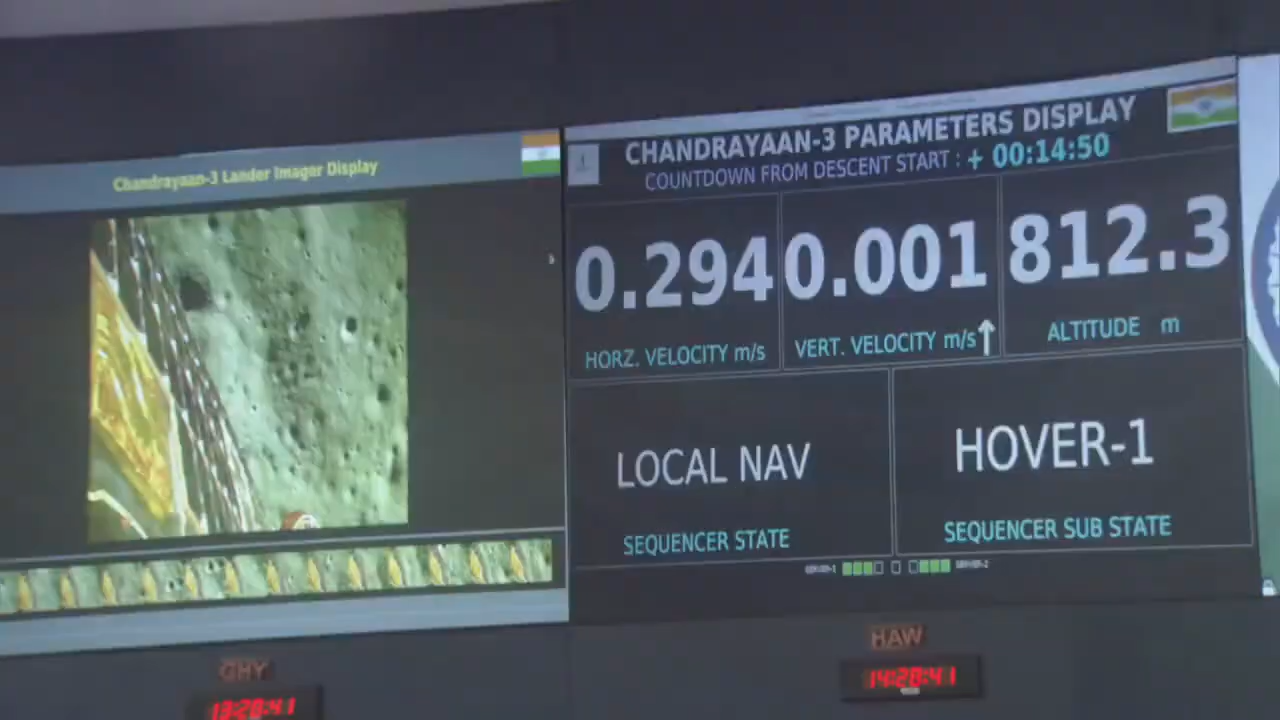 Chandrayaan-3 Lander Imager Display
CHANDRAYAAN-3 PARAMETERS DISPLAY
COUNTDOWN FROM DESCENT START : + 00:14:50
0.294
HORZ. VELOCITY m/s
0.001
VERT. VELOCITY m/s↑
812.3
ALTITUDE m
LOCAL NAV
SEQUENCER STATE
HOVER-1
SEQUENCER SUB STATE
GHY
13:28:41
HAW
14:28:41